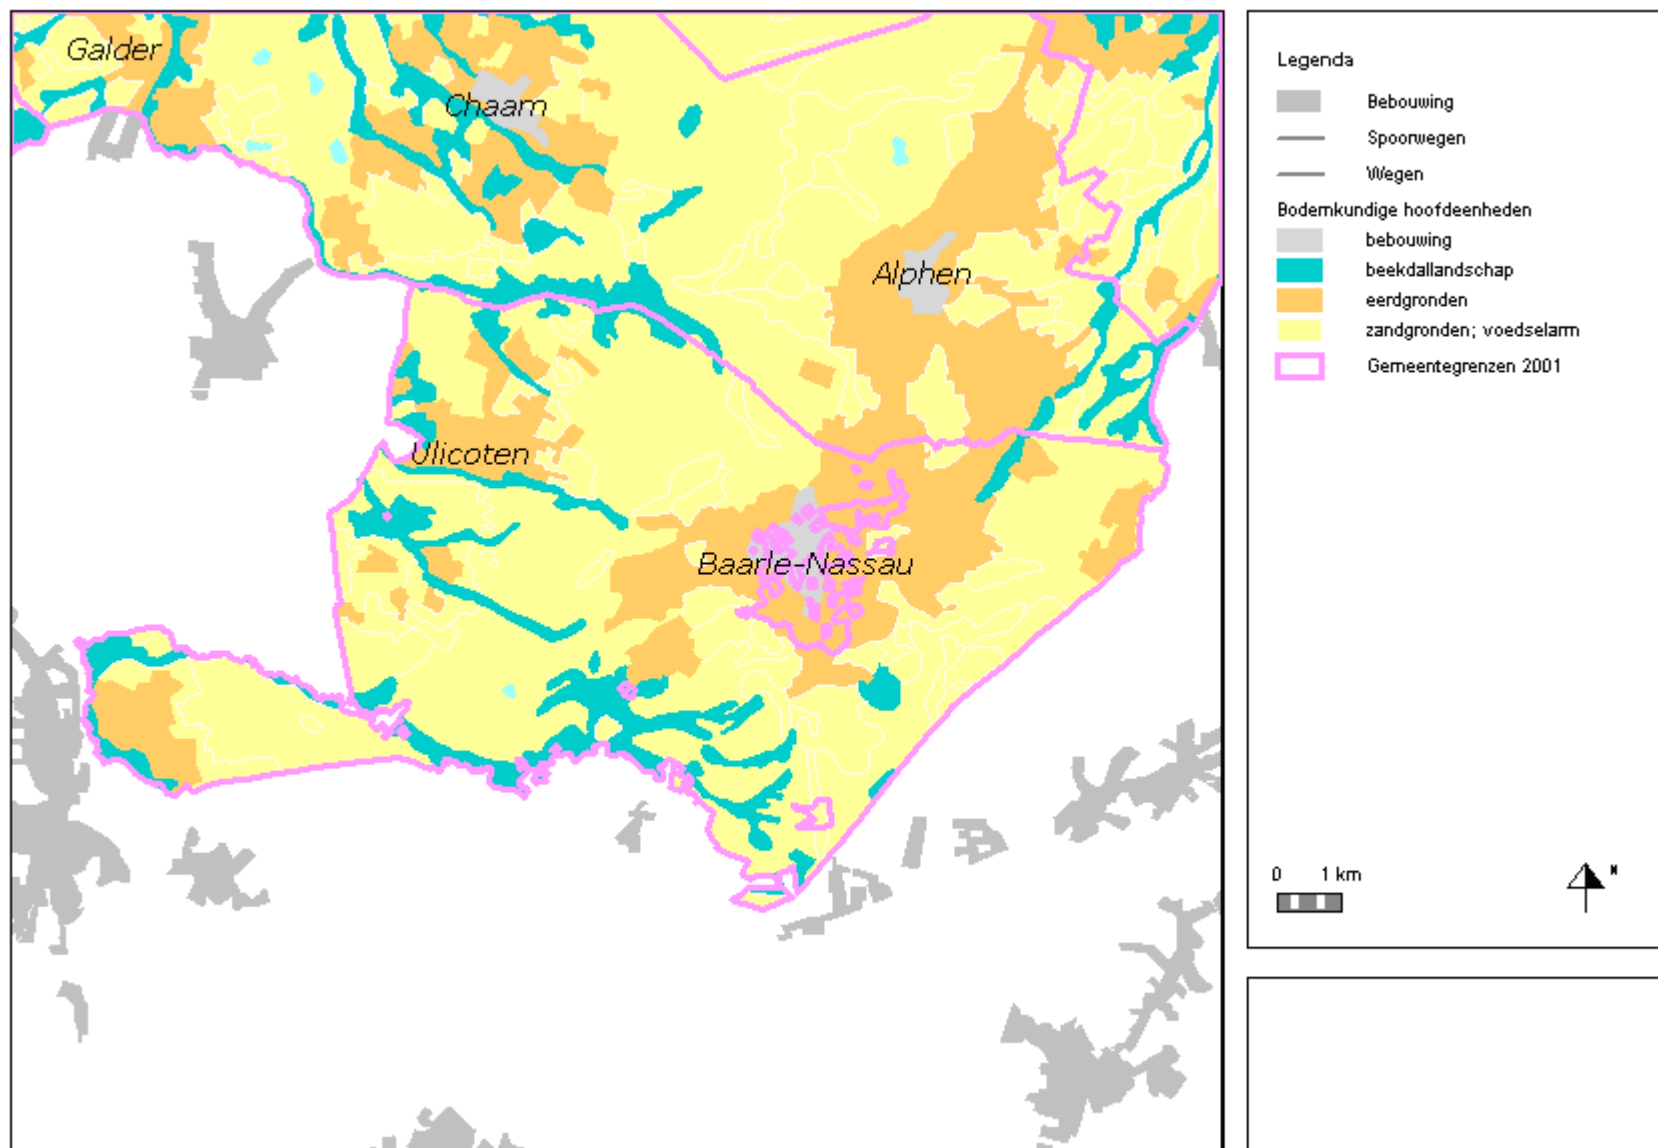 Galder
Chaam
Alphen
Ulicoten
Baarle-Nassau
Legenda
Bebouwing
Spoorwegen
Wegen
Bodemkundige hoofdeenheden
bebouwing
beekdallandschap
eerdgronden
zandgronden; voedselarm
Gemeentegrenzen 2001
0 1 km
N